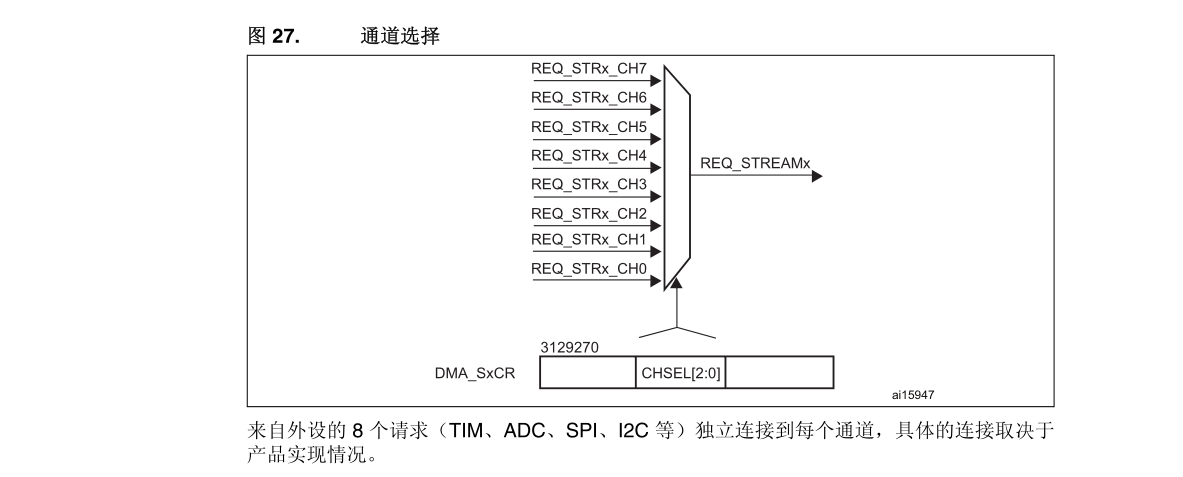 图 27. 通道选择
REQ_STRx_CH7
REQ_STRx_CH6
REQ_STRx_CH5
REQ_STRx_CH4
REQ_STREAMx
REQ_STRx_CH3
REQ_STRx_CH2
REQ_STRx_CH1
REQ_STRx_CH0
3129270
DMA_SxCR CHSEL[2:0]
ai15947
来自外设的 8 个请求（TIM、ADC、SPI、I2C 等）独立连接到每个通道，具体的连接取决于
产品实现情况。